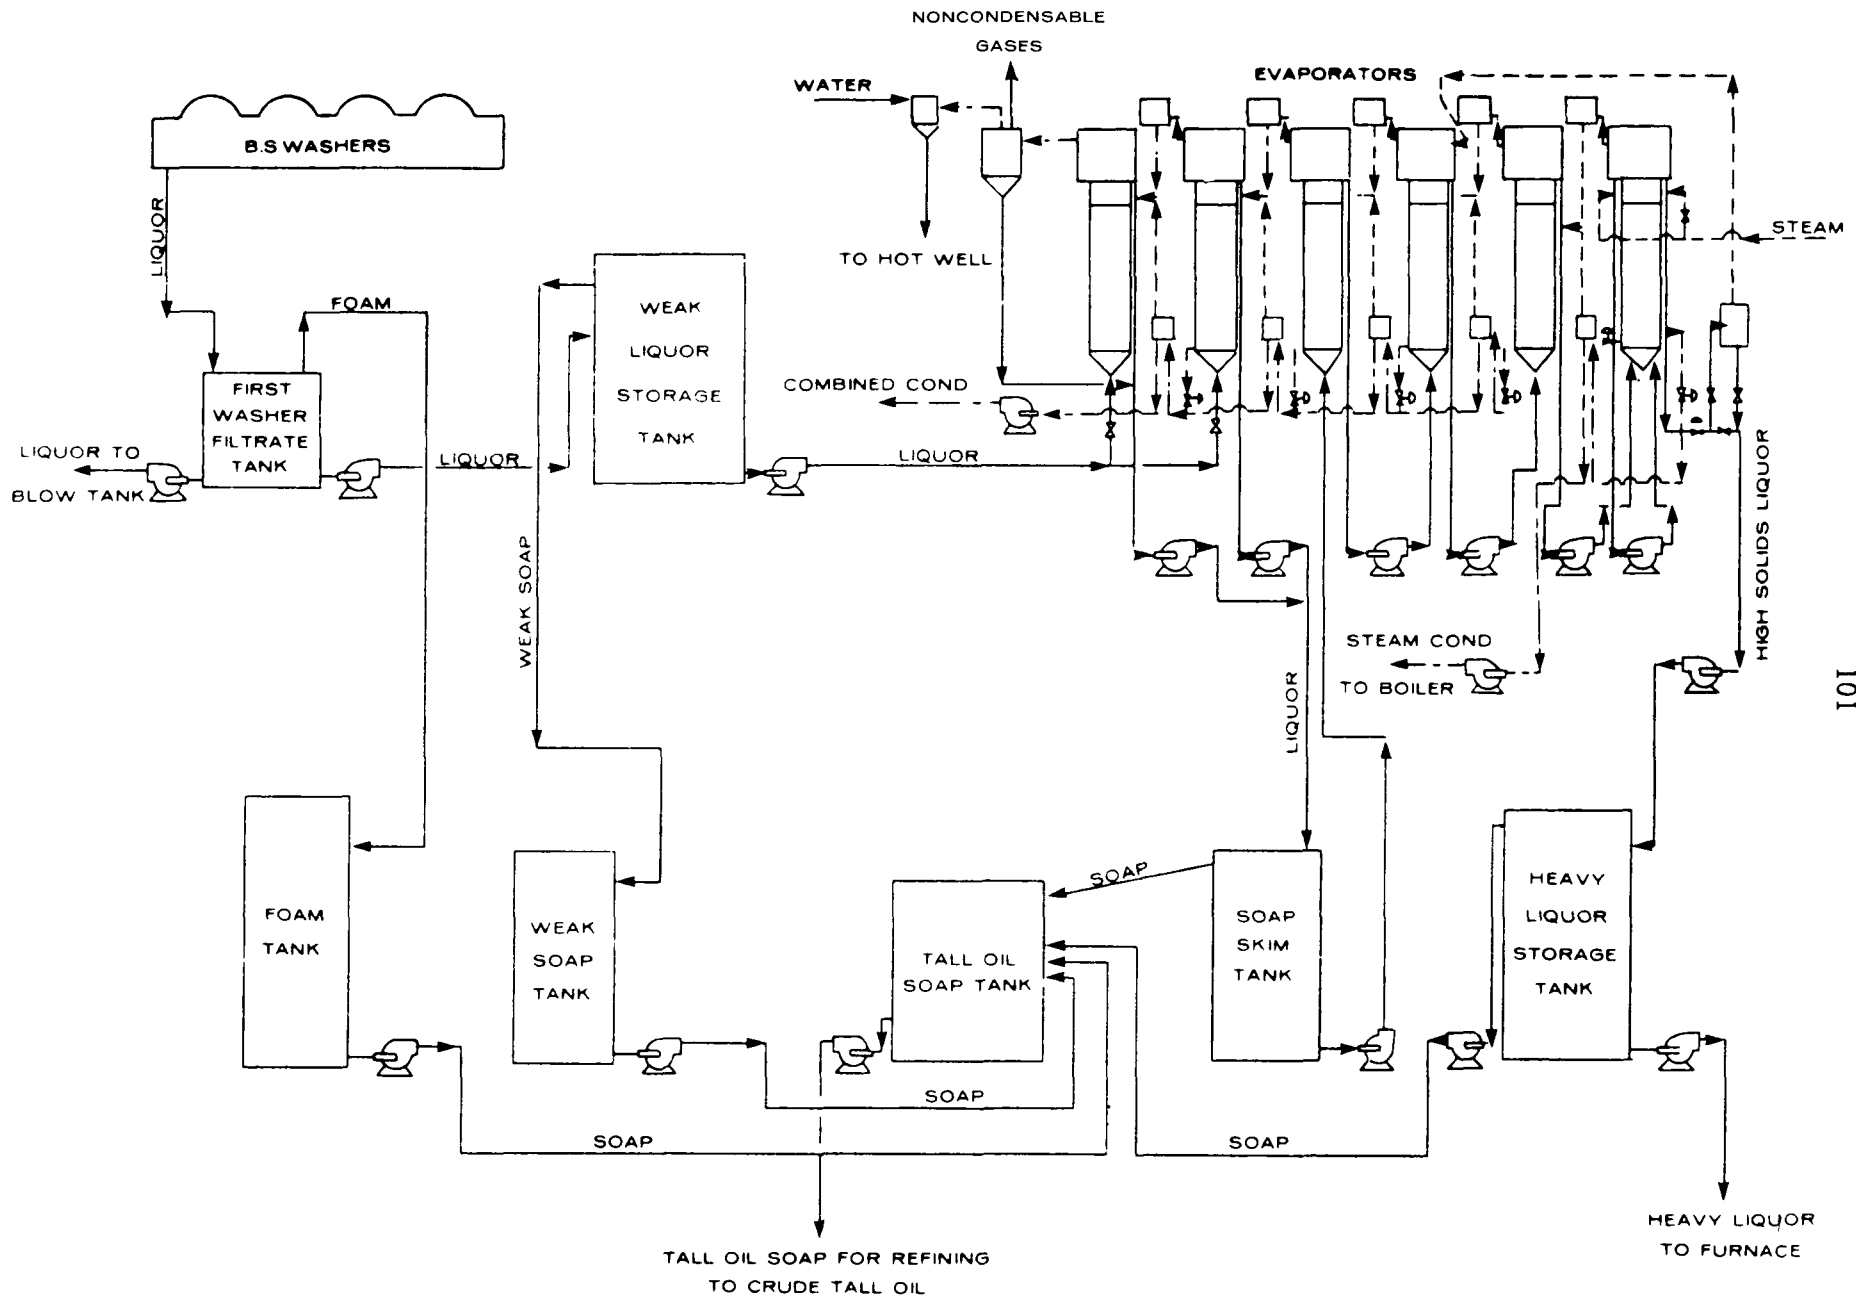 NONCONDENSABLE
GASES
WATER
EVAPORATORS
B.S WASHERS
LIQUOR
STEAM
TO HOT WELL
FOAM
WEAK
LIQUOR
STORAGE
TANK
FIRST
WASHER
FILTRATE
TANK
COMBINED COND
LIQUOR TO
BLOW TANK
LIQUOR
LIQUOR
HIGH SOLIDS LIQUOR
WEAK SOAP
STEAM COND
TO BOILER
LIQUOR
101
FOAM
TANK
WEAK
SOAP
TANK
SOAP
TALL OIL
SOAP TANK
SOAP
SKIM
TANK
HEAVY
LIQUOR
STORAGE
TANK
SOAP
SOAP
SOAP
HEAVY LIQUOR
TO FURNACE
TALL OIL SOAP FOR REFINING
TO CRUDE TALL OIL